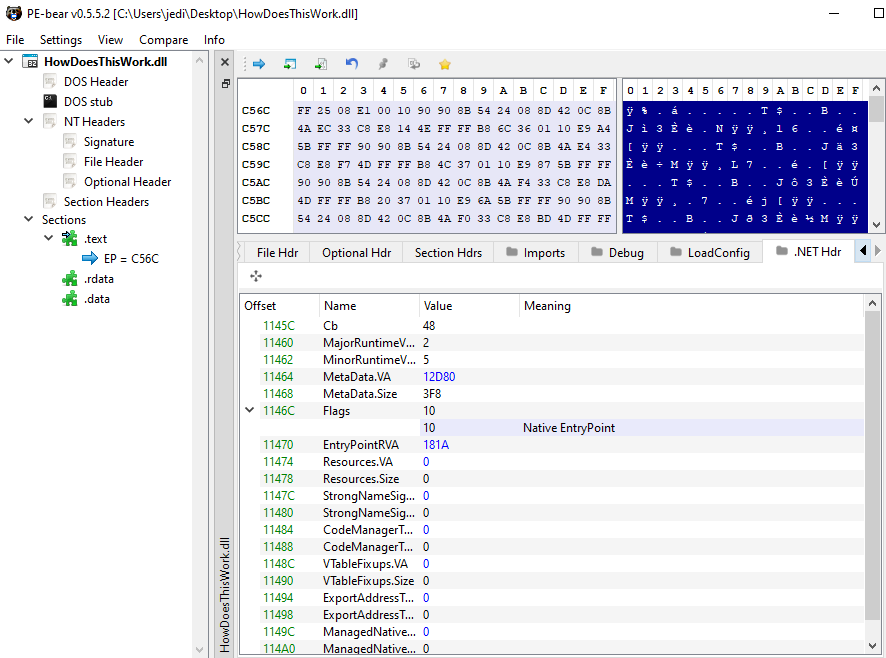 PE-bear v0.5.5.2 [C:\Users\jedi\Desktop\HowDoesThisWork.dll]
File Settings View Compare Info
HowDoesThisWork.dll
DOS Header
DOS stub
NT Headers
Signature
File Header
Optional Header
Section Headers
Sections
.text
EP = C56C
.rdata
.data
HowDoesThisWork.dll
0 1 2 3 4 5 6 7 8 9 A B C D E F
C56C FF 25 08 E1 00 10 90 90 8B 54 24 08 8D 42 0C 8B
C57C 4A EC 33 C8 E8 14 4E FF FF B8 6C 36 01 10 E9 A4
C58C 5B FF FF 90 90 8B 54 24 08 8D 42 0C 8B 4A E4 33
C59C C8 E8 F7 4D FF FF B8 4C 37 01 10 E9 87 5B FF FF
C5AC 90 90 8B 54 24 08 8D 42 0C 8B 4A F4 33 C8 E8 DA
C5BC 4D FF FF B8 20 37 01 10 E9 6A 5B FF FF 90 90 8B
C5CC 54 24 08 8D 42 0C 8B 4A F0 33 C8 E8 BD 4D FF FF
0 1 2 3 4 5 6 7 8 9 A B C D E F
ÿ % . á . . . . . T $ . . B . .
J ì 3 È è . N ÿ ÿ ¸ l 6 . . é ¤
[ ÿ ÿ . . . T $ . . B . . J ä 3
È è ÷ M ÿ ÿ ¸ L 7 . . é . [ ÿ ÿ
. . . T $ . . B . . J ô 3 È è Ú
M ÿ ÿ ¸ . 7 . . é j [ ÿ ÿ . . .
T $ . . B . . J ð 3 È è ½ M ÿ ÿ
File Hdr Optional Hdr Section Hdrs Imports Debug LoadConfig .NET Hdr
Offset Name Value Meaning
1145C Cb 48
11460 MajorRuntimeV... 2
11462 MinorRuntimeV... 5
11464 MetaData.VA 12D80
11468 MetaData.Size 3F8
1146C Flags 10
10 Native EntryPoint
11470 EntryPointRVA 181A
11474 Resources.VA 0
11478 Resources.Size 0
1147C StrongNameSig... 0
11480 StrongNameSig... 0
11484 CodeManagerT... 0
11488 CodeManagerT... 0
1148C VTableFixups.VA 0
11490 VTableFixups.Size 0
11494 ExportAddressT... 0
11498 ExportAddressT... 0
1149C ManagedNative... 0
114A0 ManagedNative... 0